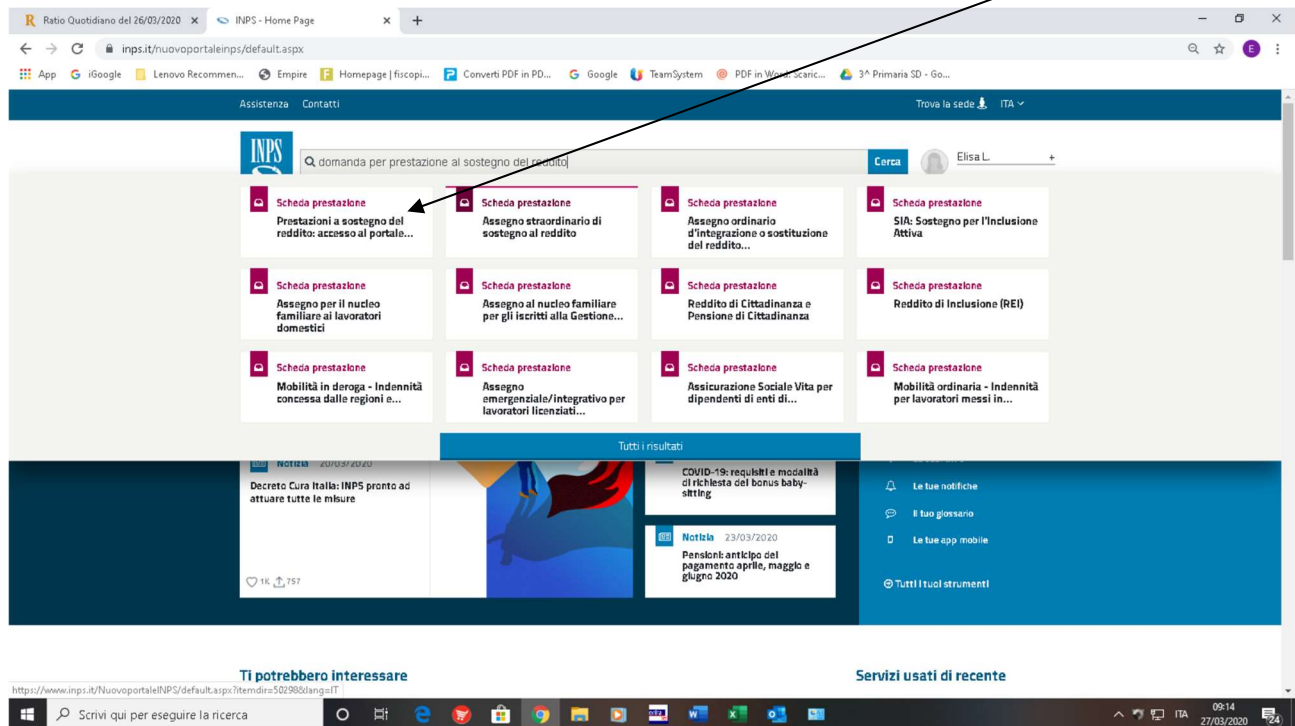 Ratio Quotidiano del 26/03/2020
INPS - Home Page
inps.it/nuovoportaleinps/default.aspx
E
App iGoogle Lenovo Recommen... Empire Homepage | fiscopi... Converti PDF in PD... Google TeamSystem PDF in Word: Scaric... 3^ Primaria SD - Go...
Assistenza Contatti
Trova la sede ITA
INPS
domanda per prestazione al sostegno del reddito
Cerca
Elisa L. +
Scheda prestazione
Prestazioni a sostegno del
reddito: accesso al portale...
Scheda prestazione
Assegno straordinario di
sostegno al reddito
Scheda prestazione
Assegno ordinario
d'integrazione o sostituzione
del reddito...
Scheda prestazione
SIA: Sostegno per l'Inclusione
Attiva
Scheda prestazione
Assegno per il nucleo
familiare ai lavoratori
domestici
Scheda prestazione
Assegno al nucleo familiare
per gli iscritti alla Gestione...
Scheda prestazione
Reddito di Cittadinanza e
Pensione di Cittadinanza
Scheda prestazione
Reddito di Inclusione (REI)
Scheda prestazione
Mobilità in deroga - Indennità
concessa dalle regioni e...
Scheda prestazione
Assegno
emergenziale/integrativo per
lavoratori licenziati...
Scheda prestazione
Assicurazione Sociale Vita per
dipendenti di enti di...
Scheda prestazione
Mobilità ordinaria - Indennità
per lavoratori messi in...
Tutti i risultati
Notizia 20/03/2020
Decreto Cura Italia: INPS pronto ad
attuare tutte le misure
1K 757
COVID-19: requisiti e modalità
di richiesta del bonus baby-
sitting
Notizia 23/03/2020
Pensioni: anticipo del
pagamento aprile, maggio e
giugno 2020
Le tue notifiche
Il tuo glossario
Le tue app mobile
Tutti i tuoi strumenti
Ti potrebbero interessare
Servizi usati di recente
https://www.inps.it/NuovoportaleINPS/default.aspx?itemdir=50298&lang=IT
Scrivi qui per eseguire la ricerca
ITA
09:14
27/03/2020
24